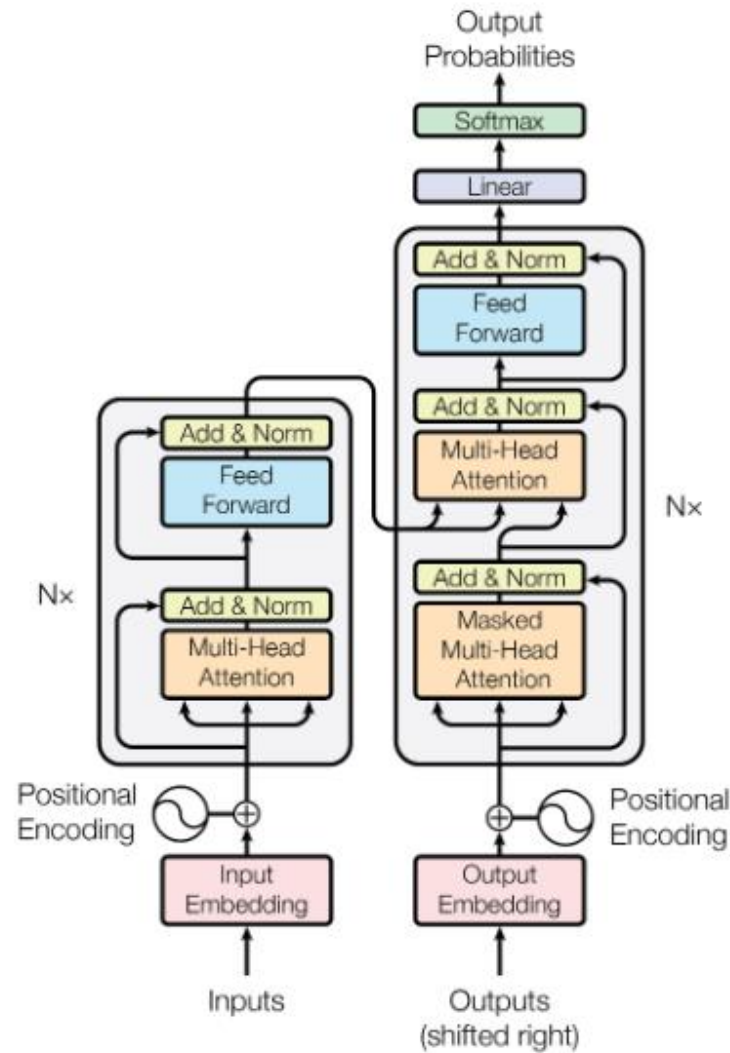 Output
Probabilities
Softmax
Linear
Add & Norm
Feed
Forward
Add & Norm
Multi-Head
Attention
Add & Norm
Masked
Multi-Head
Attention
N×
Add & Norm
Feed
Forward
Add & Norm
Multi-Head
Attention
N×
Positional
Encoding
Positional
Encoding
Input
Embedding
Output
Embedding
Inputs
Outputs
(shifted right)